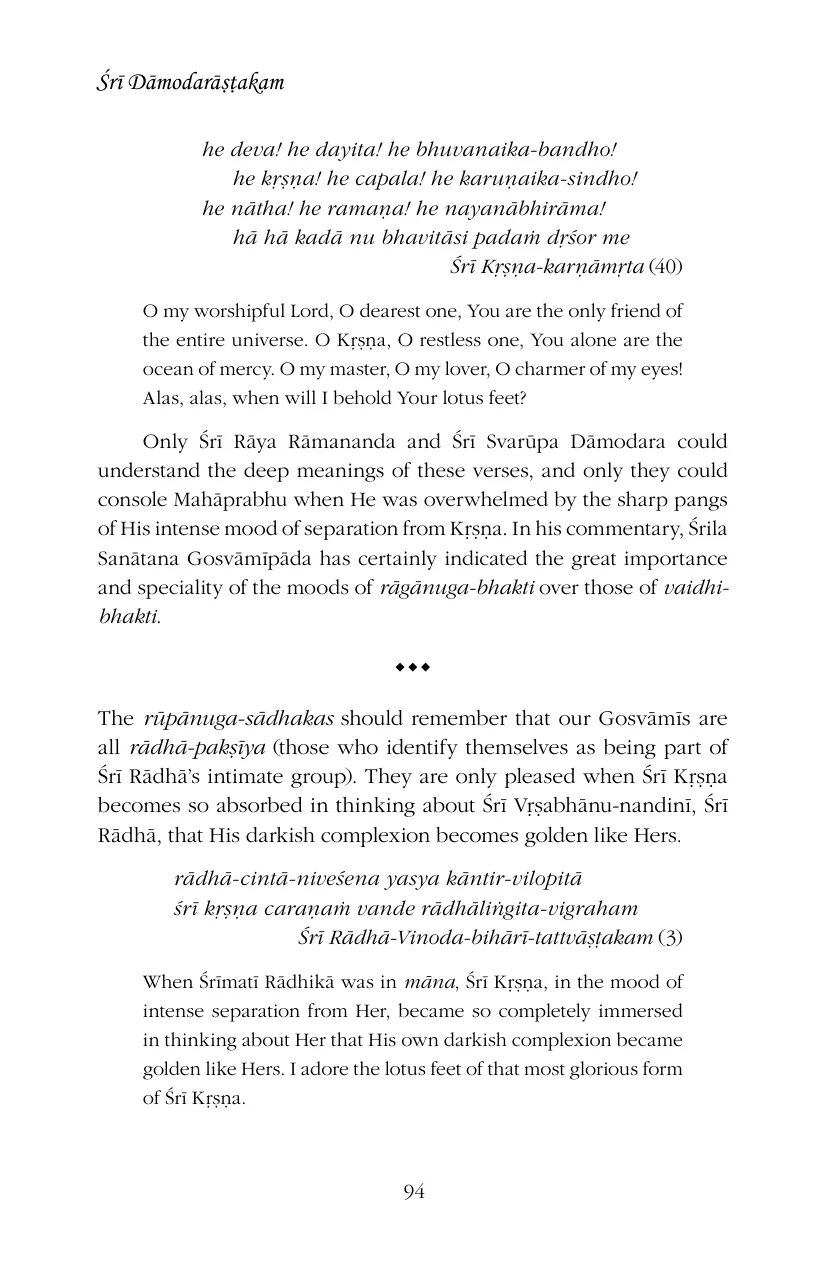 Śrī Dāmodarāṣṭakam
he deva! he dayita! he bhuvanaika-bandho!
he kṛṣṇa! he capala! he karuṇaika-sindho!
he nātha! he ramaṇa! he nayanābhirāma!
hā hā kadā nu bhavitāsi padaṁ dṛśor me
Śrī Kṛṣṇa-karṇāmṛta (40)
O my worshipful Lord, O dearest one, You are the only friend of
the entire universe. O Kṛṣṇa, O restless one, You alone are the
ocean of mercy. O my master, O my lover, O charmer of my eyes!
Alas, alas, when will I behold Your lotus feet?
Only Śrī Rāya Rāmananda and Śrī Svarūpa Dāmodara could
understand the deep meanings of these verses, and only they could
console Mahāprabhu when He was overwhelmed by the sharp pangs
of His intense mood of separation from Kṛṣṇa. In his commentary, Śrila
Sanātana Gosvāmīpāda has certainly indicated the great importance
and speciality of the moods of rāgānuga-bhakti over those of vaidhi-
bhakti.
The rūpānuga-sādhakas should remember that our Gosvāmīs are
all rādhā-pakṣīya (those who identify themselves as being part of
Śrī Rādhā’s intimate group). They are only pleased when Śrī Kṛṣṇa
becomes so absorbed in thinking about Śrī Vṛṣabhānu-nandinī, Śrī
Rādhā, that His darkish complexion becomes golden like Hers.
rādhā-cintā-niveśena yasya kāntir-vilopitā
śrī kṛṣṇa caraṇaṁ vande rādhāliṅgita-vigraham
Śrī Rādhā-Vinoda-bihārī-tattvāṣṭakam (3)
When Śrīmatī Rādhikā was in māna, Śrī Kṛṣṇa, in the mood of
intense separation from Her, became so completely immersed
in thinking about Her that His own darkish complexion became
golden like Hers. I adore the lotus feet of that most glorious form
of Śrī Kṛṣṇa.
94